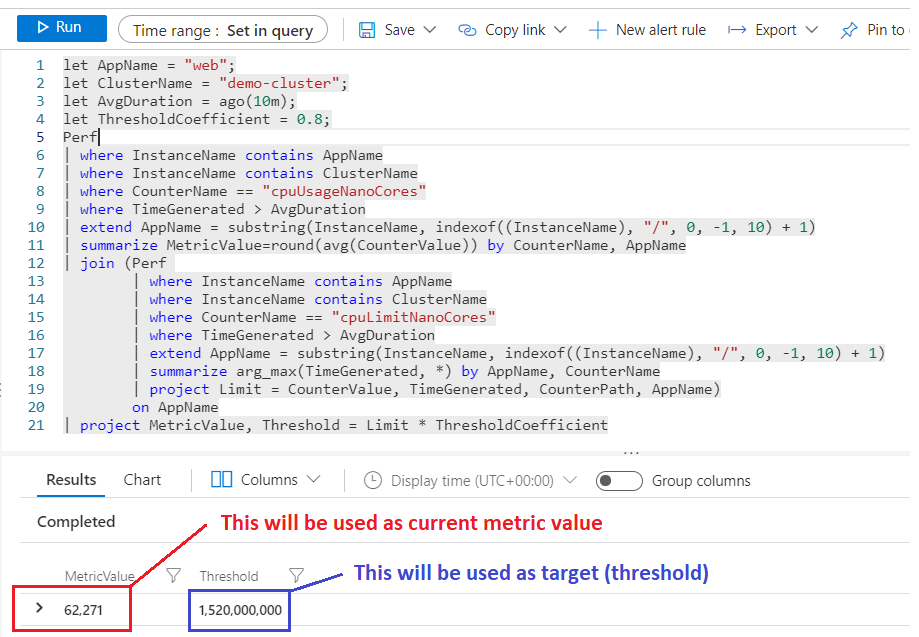 Run Time range : Set in query Save Copy link New alert rule Export Pin to
1 let AppName = "web";
2 let ClusterName = "demo-cluster";
3 let AvgDuration = ago(10m);
4 let ThresholdCoefficient = 0.8;
5 Perf
6 | where InstanceName contains AppName
7 | where InstanceName contains ClusterName
8 | where CounterName == "cpuUsageNanoCores"
9 | where TimeGenerated > AvgDuration
10 | extend AppName = substring(InstanceName, indexof((InstanceName), "/", 0, -1, 10) + 1)
11 | summarize MetricValue=round(avg(CounterValue)) by CounterName, AppName
12 | join (Perf
13 | where InstanceName contains AppName
14 | where InstanceName contains ClusterName
15 | where CounterName == "cpuLimitNanoCores"
16 | where TimeGenerated > AvgDuration
17 | extend AppName = substring(InstanceName, indexof((InstanceName), "/", 0, -1, 10) + 1)
18 | summarize arg_max(TimeGenerated, *) by AppName, CounterName
19 | project Limit = CounterValue, TimeGenerated, CounterPath, AppName)
20 on AppName
21 | project MetricValue, Threshold = Limit * ThresholdCoefficient
Results Chart Columns Display time (UTC+00:00) Group columns
Completed
This will be used as current metric value
This will be used as target (threshold)
MetricValue Threshold
62,271 1,520,000,000